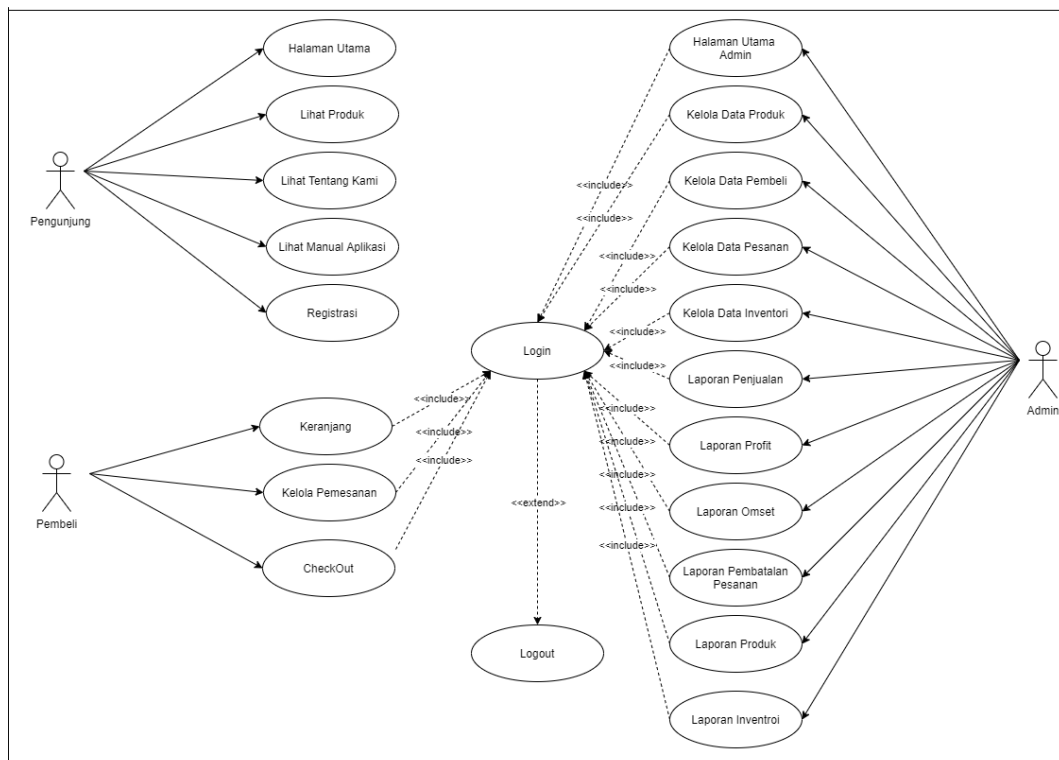 Halaman Utama
Lihat Produk
Lihat Tentang Kami
Lihat Manual Aplikasi
Registrasi
Pengunjung
Keranjang
Kelola Pemesanan
CheckOut
Pembeli
<<include>>
<<include>>
<<include>>
Login
<<extend>>
Logout
<<include>>
<<include>>
<<include>>
<<include>>
<<include>>
<<include>>
<<include>>
<<include>>
<<include>>
<<include>>
<<include>>
Halaman Utama
Admin
Kelola Data Produk
Kelola Data Pembeli
Kelola Data Pesanan
Kelola Data Inventori
Laporan Penjualan
Laporan Profit
Laporan Omset
Laporan Pembatalan
Pesanan
Laporan Produk
Laporan Inventroi
Admin